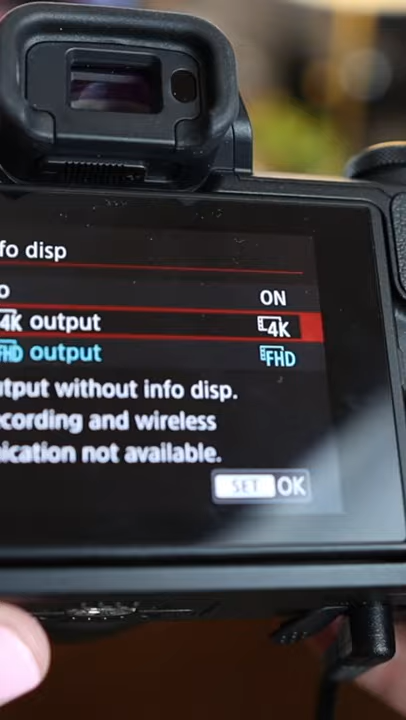 fo disp
o ON
4K output 4K
FHD output FHD
utput without info disp.
cording and wireless
ication not available.
SET OK